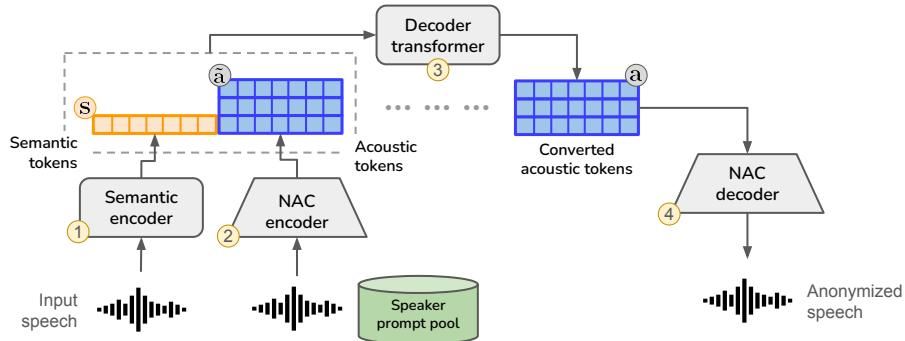 Decoder
transformer
3
ã
a
s
Semantic
tokens
Acoustic
tokens
Converted
acoustic tokens
Semantic
encoder
1
NAC
encoder
2
NAC
decoder
4
Input
speech
Speaker
prompt pool
Anonymized
speech